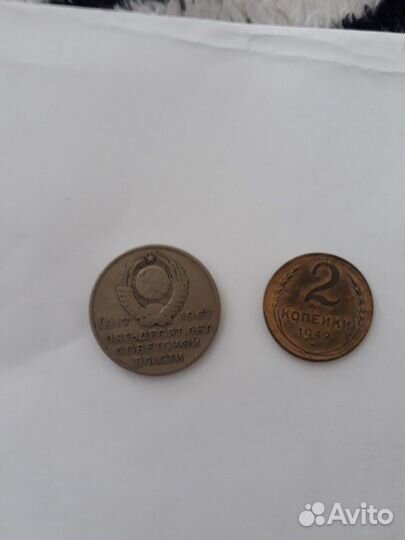 1917 1967
ПЯТЬДЕСЯТ ЛЕТ
СОВЕТСКОЙ
ВЛАСТИ
2
КОПЕЙКИ
1949
Avito